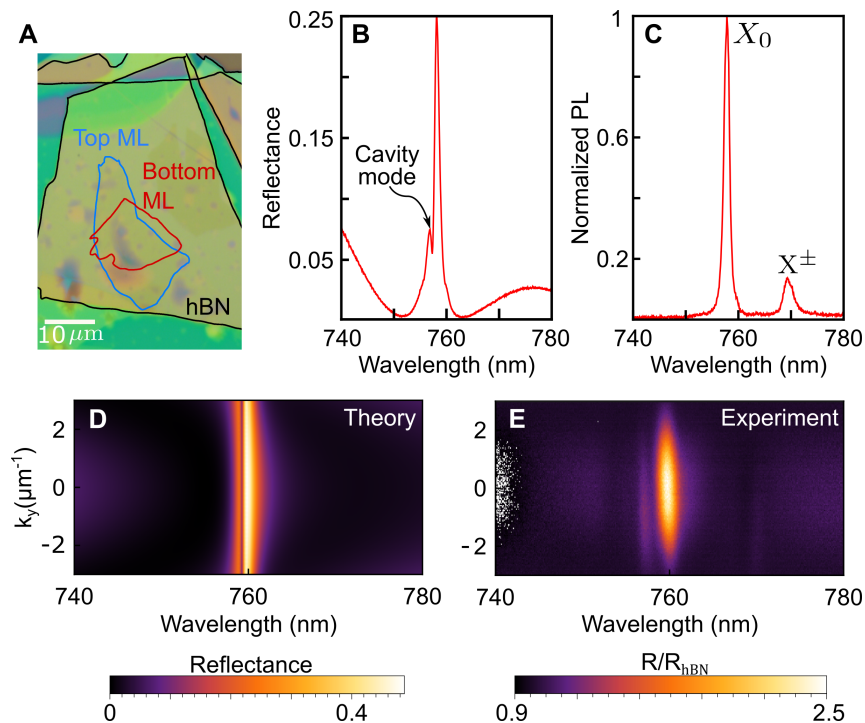 A
Top ML
Bottom
ML
hBN
10 μm
B
Reflectance
0.25
0.15
0.05
Cavity
mode
740 760 780
Wavelength (nm)
C
Normalized PL
1
0.6
0.2
X0
X±
740 760 780
Wavelength (nm)
D
Theory
ky(μm-1)
2
0
-2
740 760 780
Wavelength (nm)
Reflectance
0 0.4
E
Experiment
2
0
-2
740 760 780
Wavelength (nm)
R/RhBN
0.9 2.5